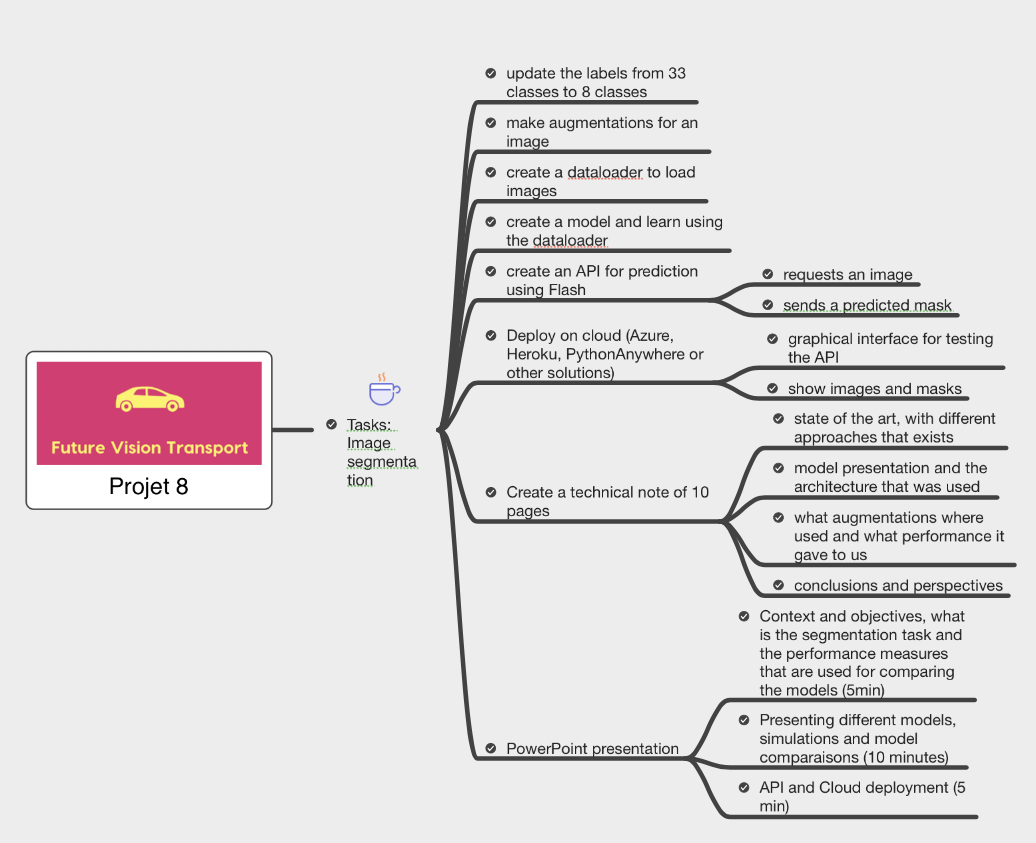 Future Vision Transport
Projet 8
Tasks:
Image
segmenta
tion
update the labels from 33
classes to 8 classes
make augmentations for an
image
create a dataloader to load
images
create a model and learn using
the dataloader
create an API for prediction
using Flash
requests an image
sends a predicted mask
Deploy on cloud (Azure,
Heroku, PythonAnywhere or
other solutions)
graphical interface for testing
the API
show images and masks
Create a technical note of 10
pages
state of the art, with different
approaches that exists
model presentation and the
architecture that was used
what augmentations where
used and what performance it
gave to us
conclusions and perspectives
PowerPoint presentation
Context and objectives, what
is the segmentation task and
the performance measures
that are used for comparing
the models (5min)
Presenting different models,
simulations and model
comparaisons (10 minutes)
API and Cloud deployment (5
min)